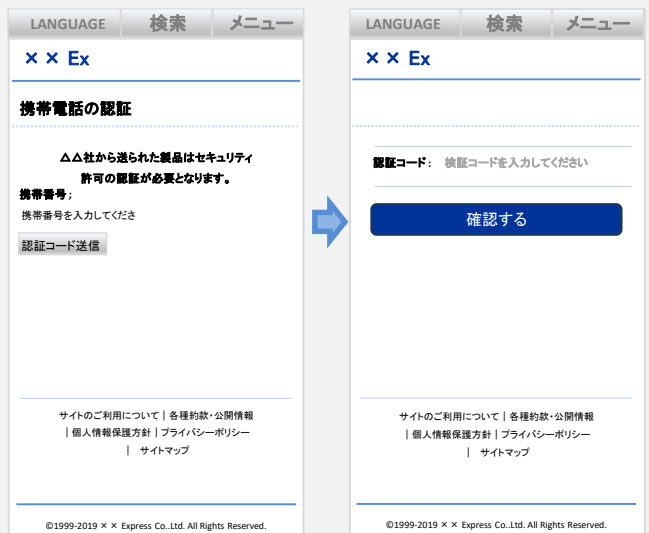 LANGUAGE 検索 メニュー
× × Ex
携帯電話の認証
△△社から送られた製品はセキュリティ
許可の認証が必要となります。
携帯番号；
携帯番号を入力してくださ
認証コード送信
サイトのご利用について｜各種約款・公開情報
｜個人情報保護方針｜プライバシーポリシー
｜ サイトマップ
©1999-2019 × × Express Co..Ltd. All Rights Reserved.
LANGUAGE 検索 メニュー
× × Ex
認証コード： 検証コードを入力してください
確認する
サイトのご利用について｜各種約款・公開情報
｜個人情報保護方針｜プライバシーポリシー
｜ サイトマップ
©1999-2019 × × Express Co..Ltd. All Rights Reserved.